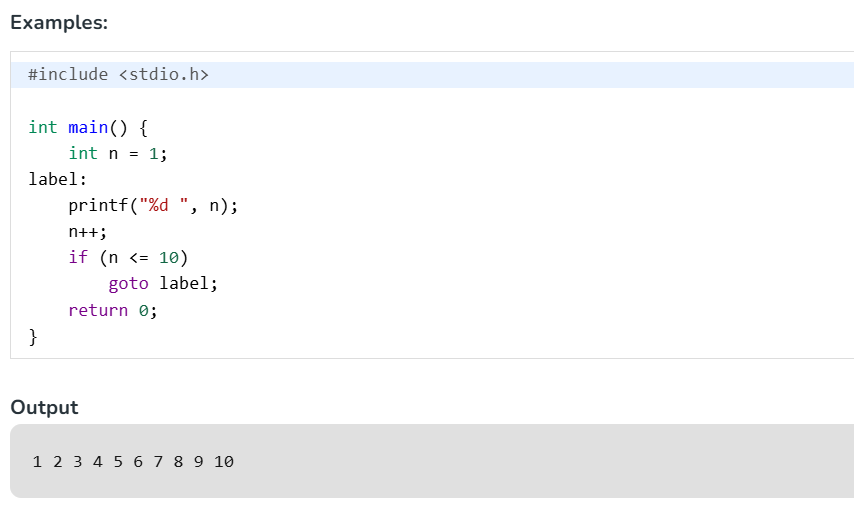 Examples:
#include <stdio.h>
int main() {
    int n = 1;
label:
    printf("%d ", n);
    n++;
    if (n <= 10)
        goto label;
    return 0;
}
Output
1 2 3 4 5 6 7 8 9 10